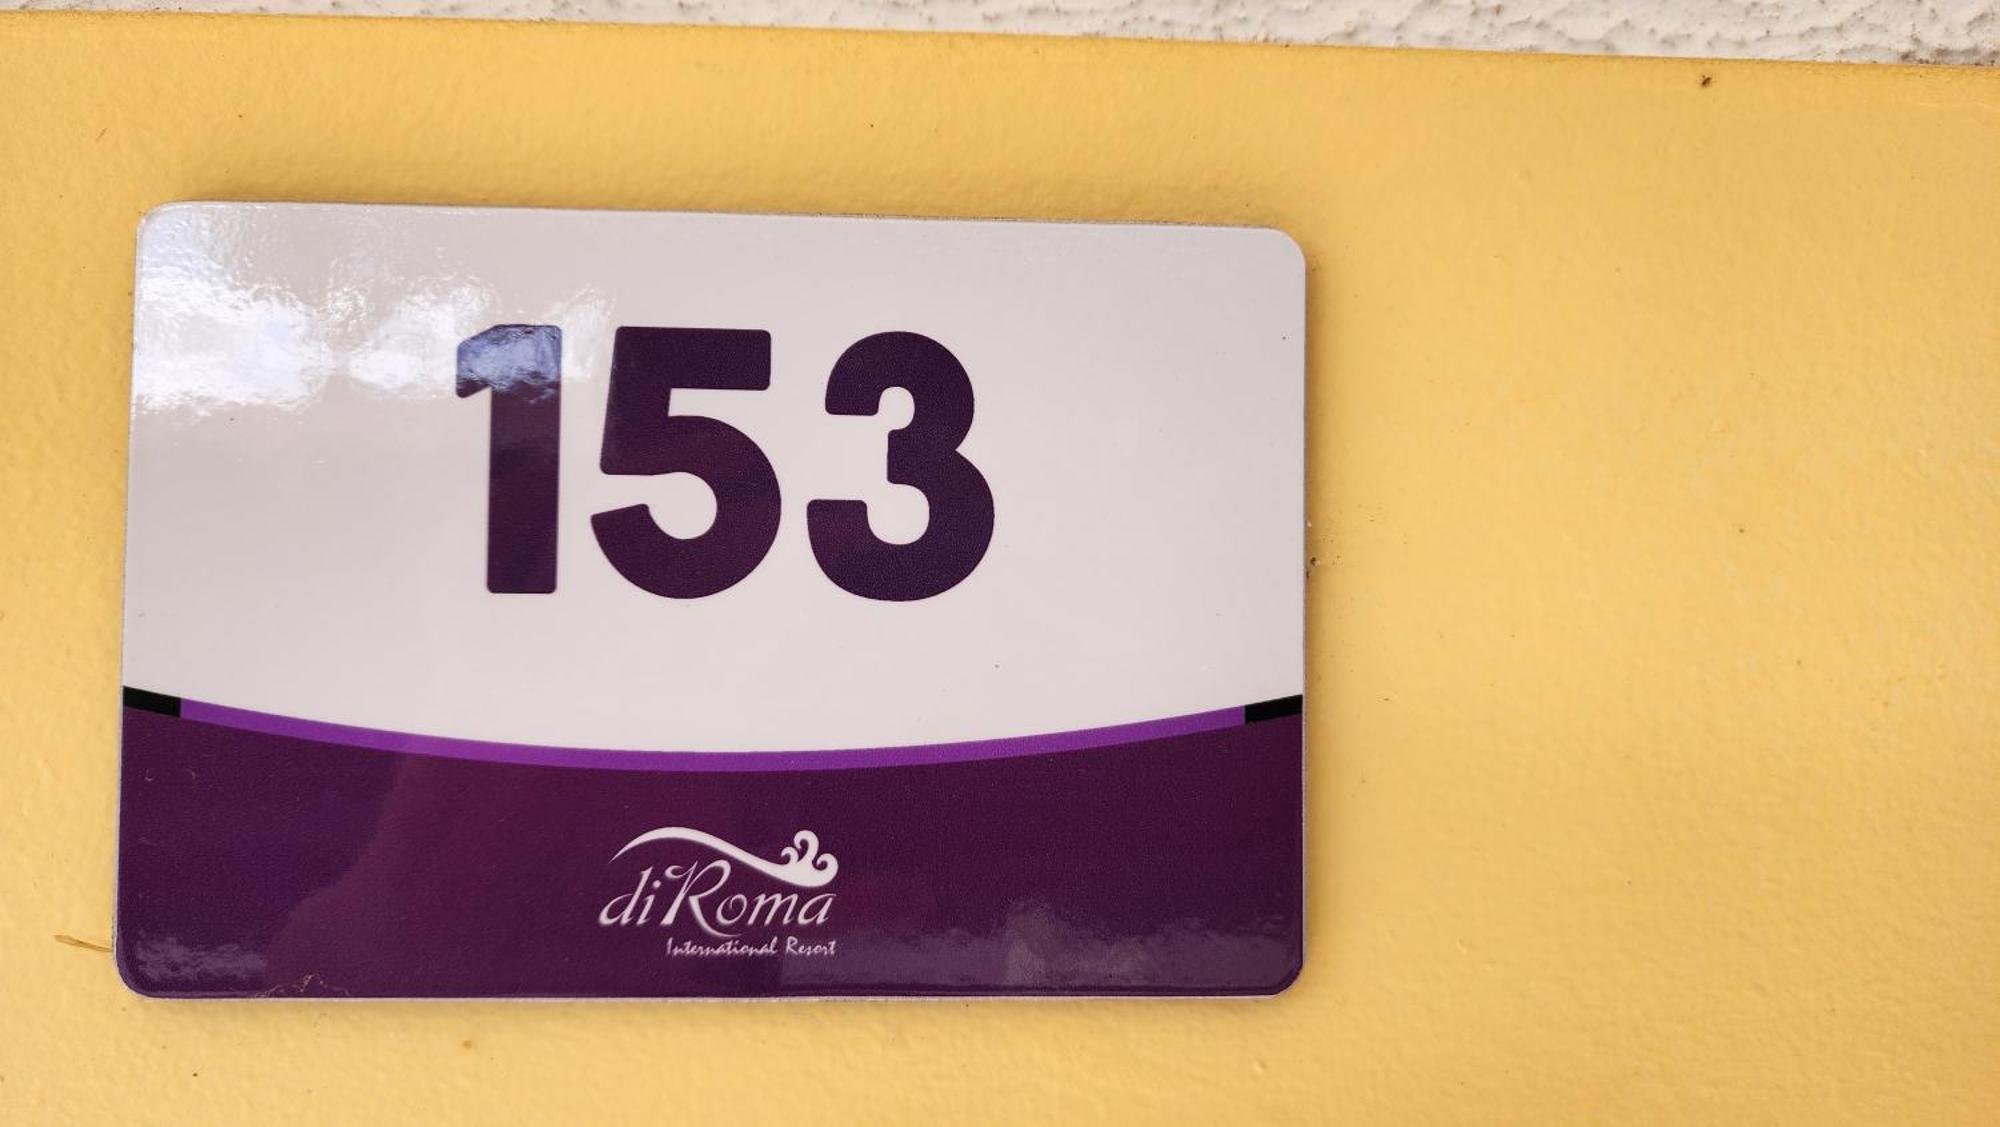 153
diRoma
International Resort